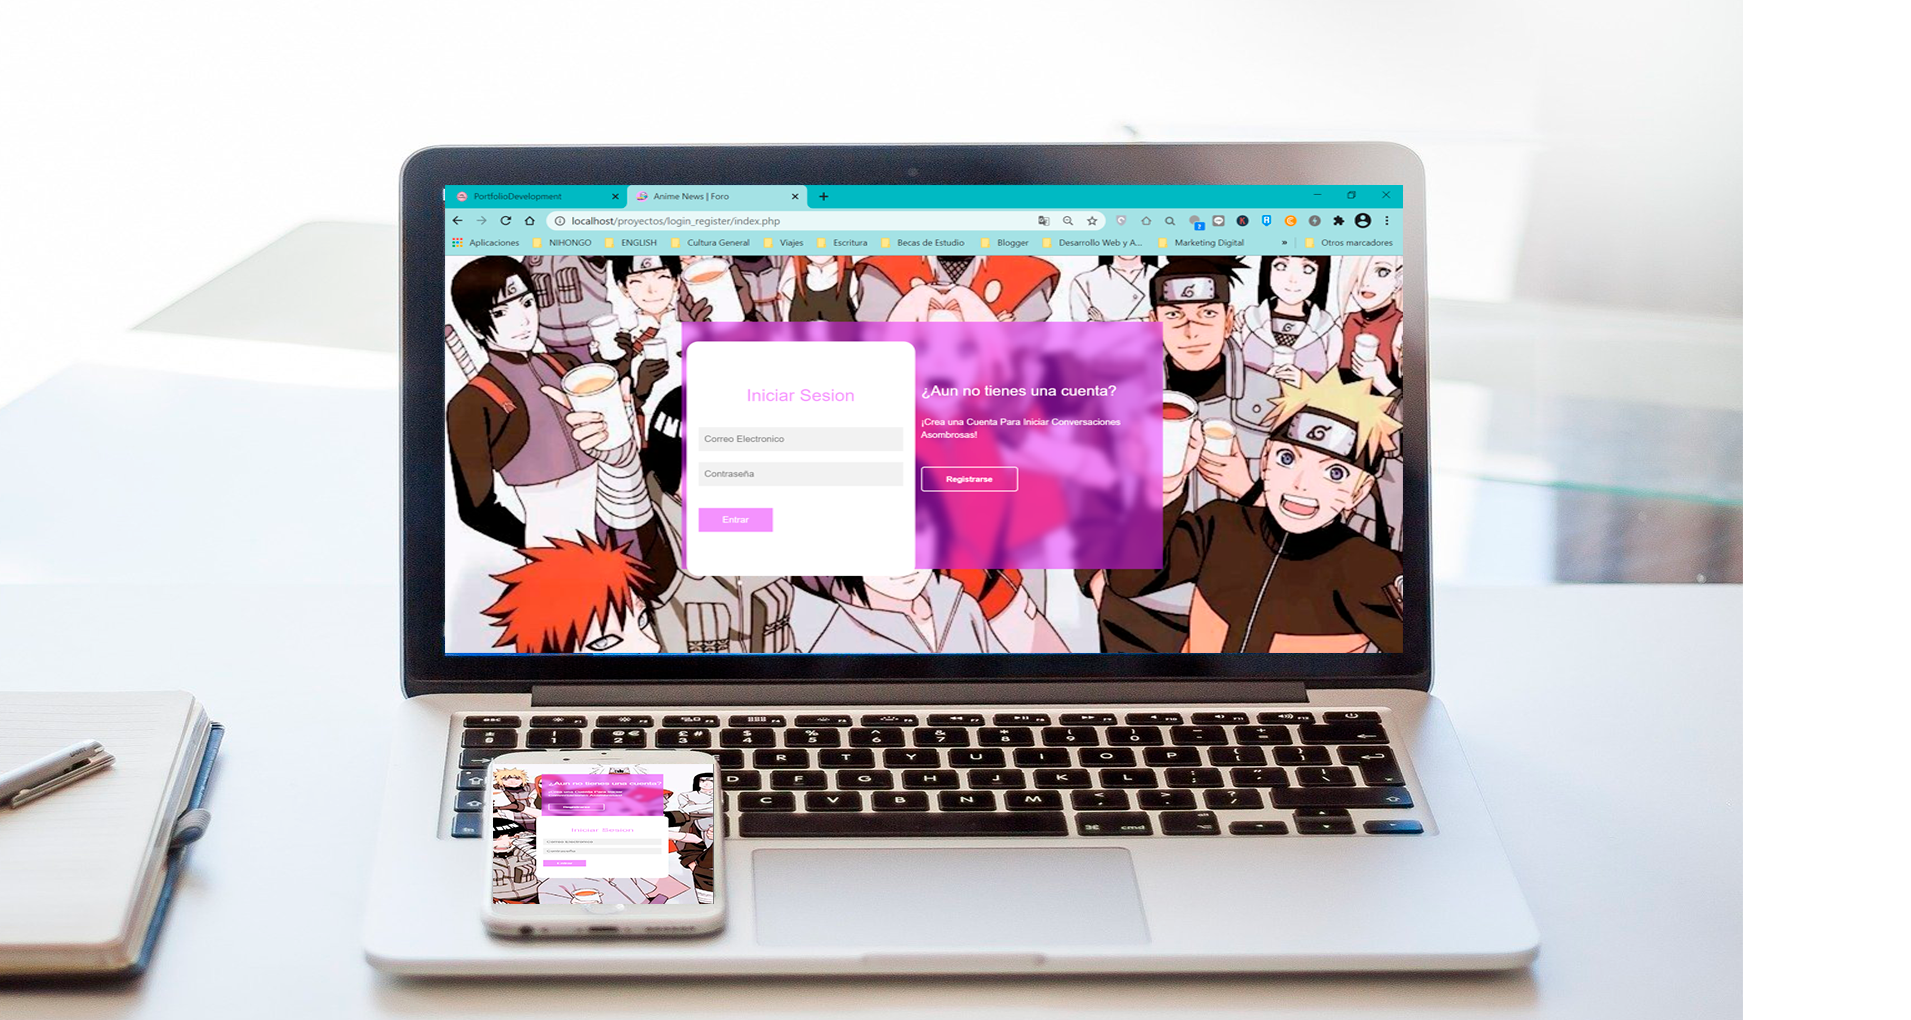 PortfolioDevelopment
Anime News | Foro
localhost/proyectos/login_register/index.php
Aplicaciones
NIHONGO
ENGLISH
Cultura General
Viajes
Escritura
Becas de Estudio
Blogger
Desarrollo Web y A...
Marketing Digital
»
Otros marcadores
Iniciar Sesion
Correo Electronico
Contraseña
Entrar
¿Aun no tienes una cuenta?
¡Crea una Cuenta Para Iniciar Conversaciones
Asombrosas!
Registrarse
esc
R T Y U I O P
D F G H J K L
C V B N M
cmd
alt
¿Aun no tienes una cuenta?
Registrarse
Iniciar Sesion
Correo Electronico
Contraseña
Entrar